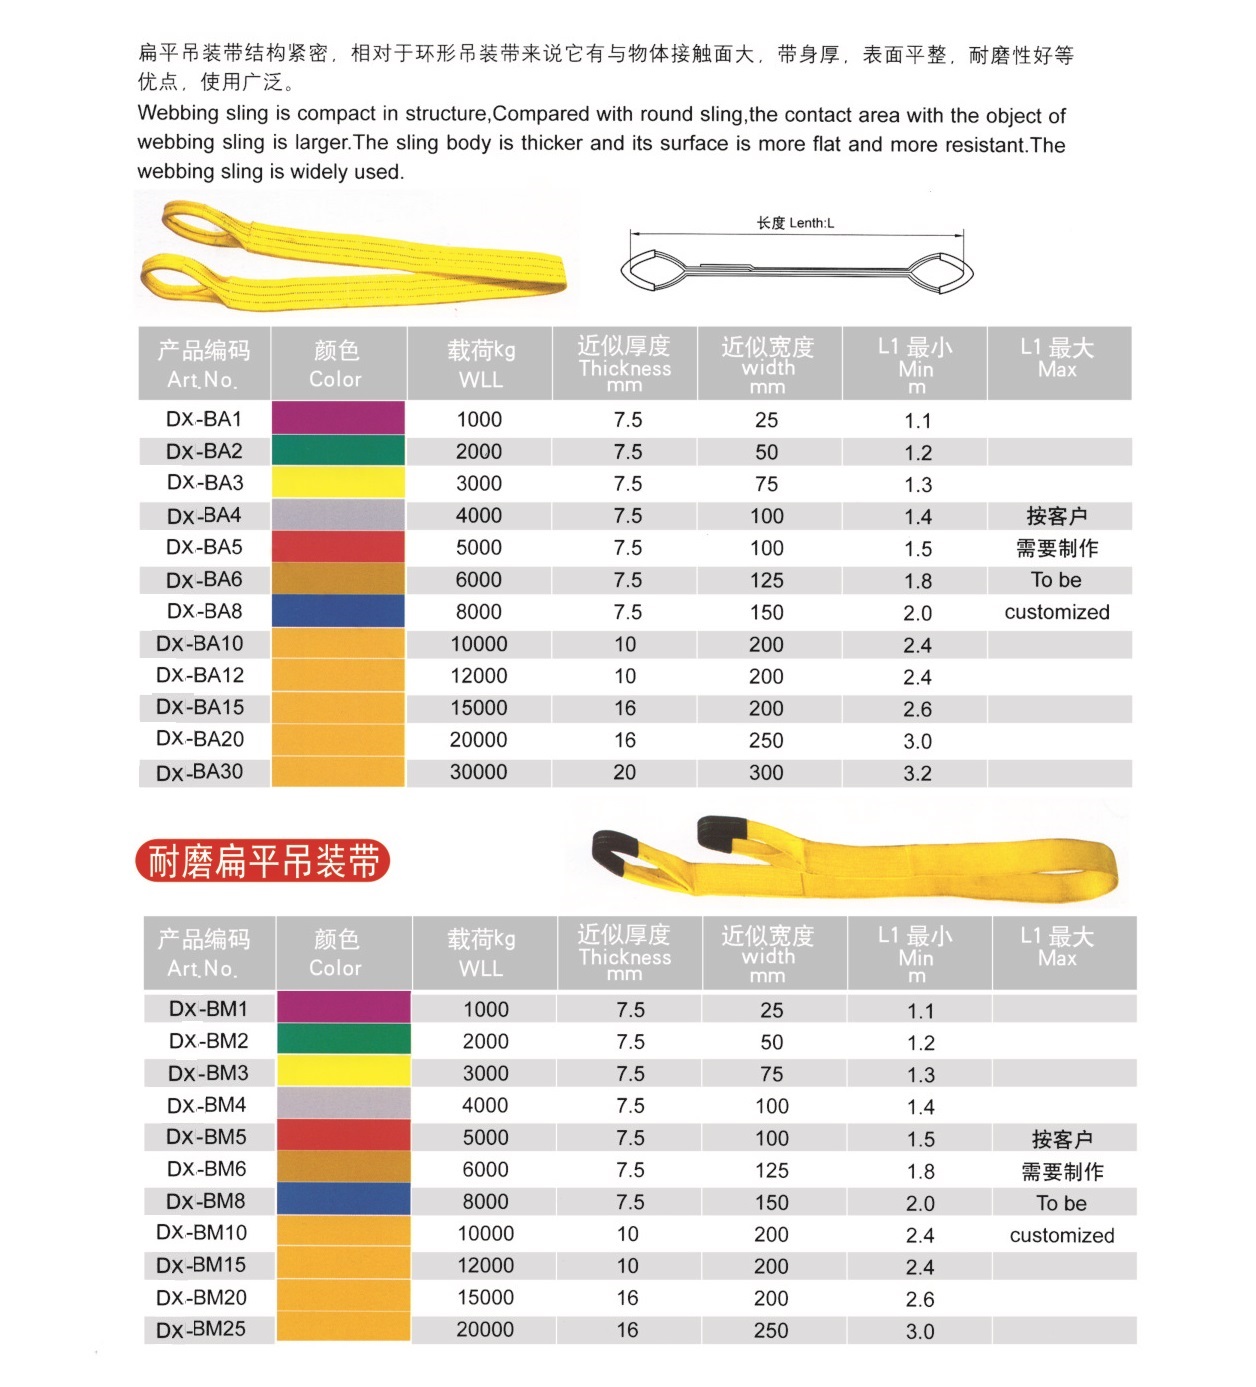 扁平吊装带结构紧密，相对于环形吊装带来说它有与物体接触面大，带身厚，表面平整，耐磨性好等
优点，使用广泛。
Webbing sling is compact in structure,Compared with round sling,the contact area with the object of
webbing sling is larger.The sling body is thicker and its surface is more flat and more resistant.The
webbing sling is widely used.
长度 Lenth:L
产品编码 颜色 载荷kg 近似厚度 近似宽度 L1 最小 L1 最大
Art.No. Color WLL Thickness mm width mm Min m Max
DX-BA1 1000 7.5 25 1.1
DX-BA2 2000 7.5 50 1.2
DX-BA3 3000 7.5 75 1.3
DX-BA4 4000 7.5 100 1.4 按客户
DX-BA5 5000 7.5 100 1.5 需要制作
DX-BA6 6000 7.5 125 1.8 To be
DX-BA8 8000 7.5 150 2.0 customized
DX-BA10 10000 10 200 2.4
DX-BA12 12000 10 200 2.4
DX-BA15 15000 16 200 2.6
DX-BA20 20000 16 250 3.0
DX-BA30 30000 20 300 3.2
耐磨扁平吊装带
产品编码 颜色 载荷kg 近似厚度 近似宽度 L1 最小 L1 最大
Art.No. Color WLL Thickness mm width mm Min m Max
DX-BM1 1000 7.5 25 1.1
DX-BM2 2000 7.5 50 1.2
DX-BM3 3000 7.5 75 1.3
DX-BM4 4000 7.5 100 1.4
DX-BM5 5000 7.5 100 1.5 按客户
DX-BM6 6000 7.5 125 1.8 需要制作
DX-BM8 8000 7.5 150 2.0 To be
DX-BM10 10000 10 200 2.4 customized
DX-BM15 12000 10 200 2.4
DX-BM20 15000 16 200 2.6
DX-BM25 20000 16 250 3.0